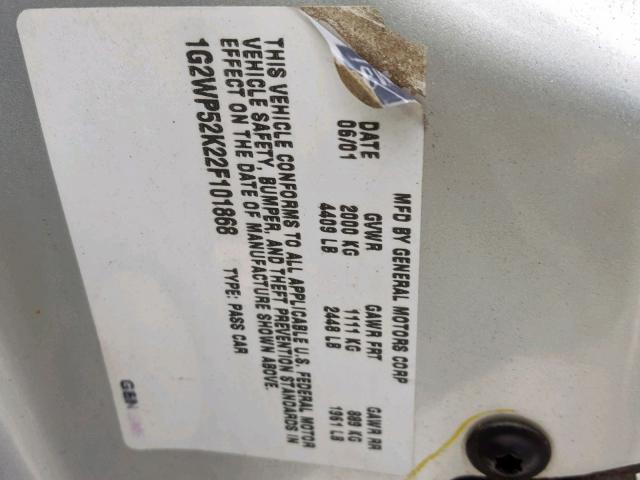 MFD BY GENERAL MOTORS CORP
DATE GVWR GAWR FRT GAWR RR
06/01 2000 KG 1111 KG 889 KG
4409 LB 2448 LB 1961 LB
THIS VEHICLE CONFORMS TO ALL APPLICABLE U.S. FEDERAL MOTOR
VEHICLE SAFETY, BUMPER, AND THEFT PREVENTION STANDARDS IN
EFFECT ON THE DATE OF MANUFACTURE SHOWN ABOVE.
1G2WP52K22F101868 TYPE: PASS CAR